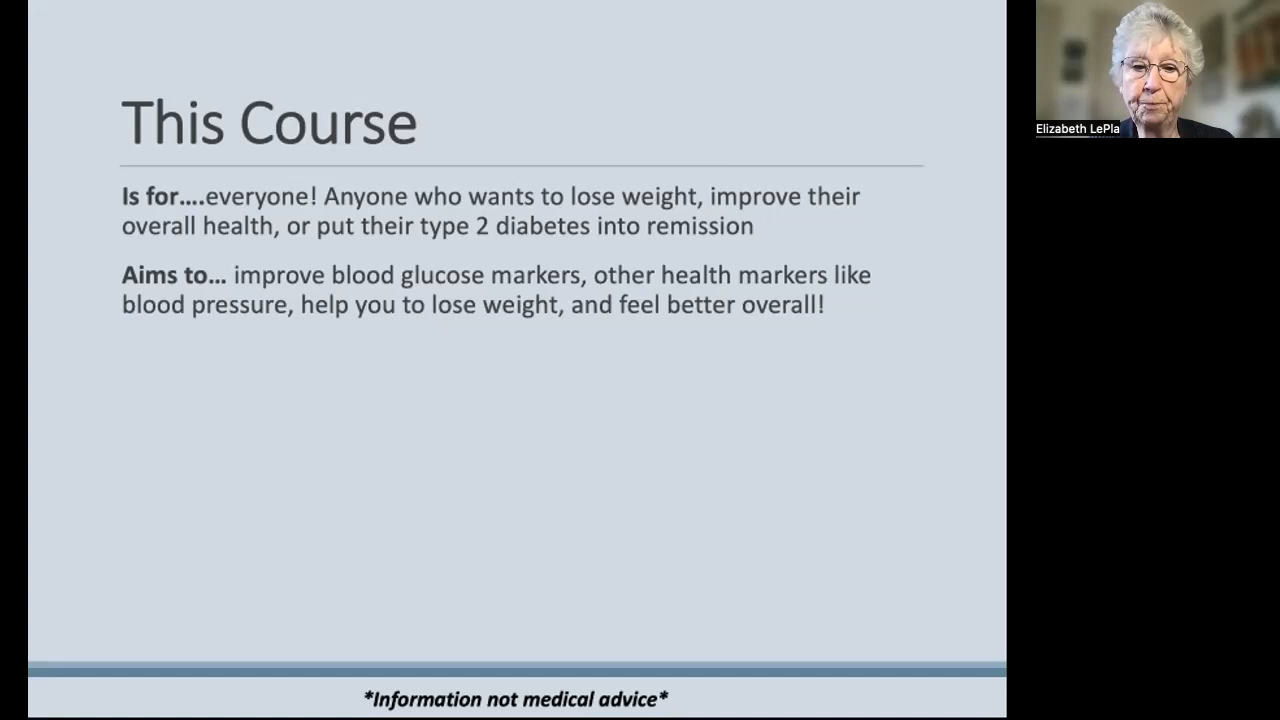 This Course
Is for....everyone! Anyone who wants to lose weight, improve their
overall health, or put their type 2 diabetes into remission
Aims to... improve blood glucose markers, other health markers like
blood pressure, help you to lose weight, and feel better overall!
*Information not medical advice*
Elizabeth LePla